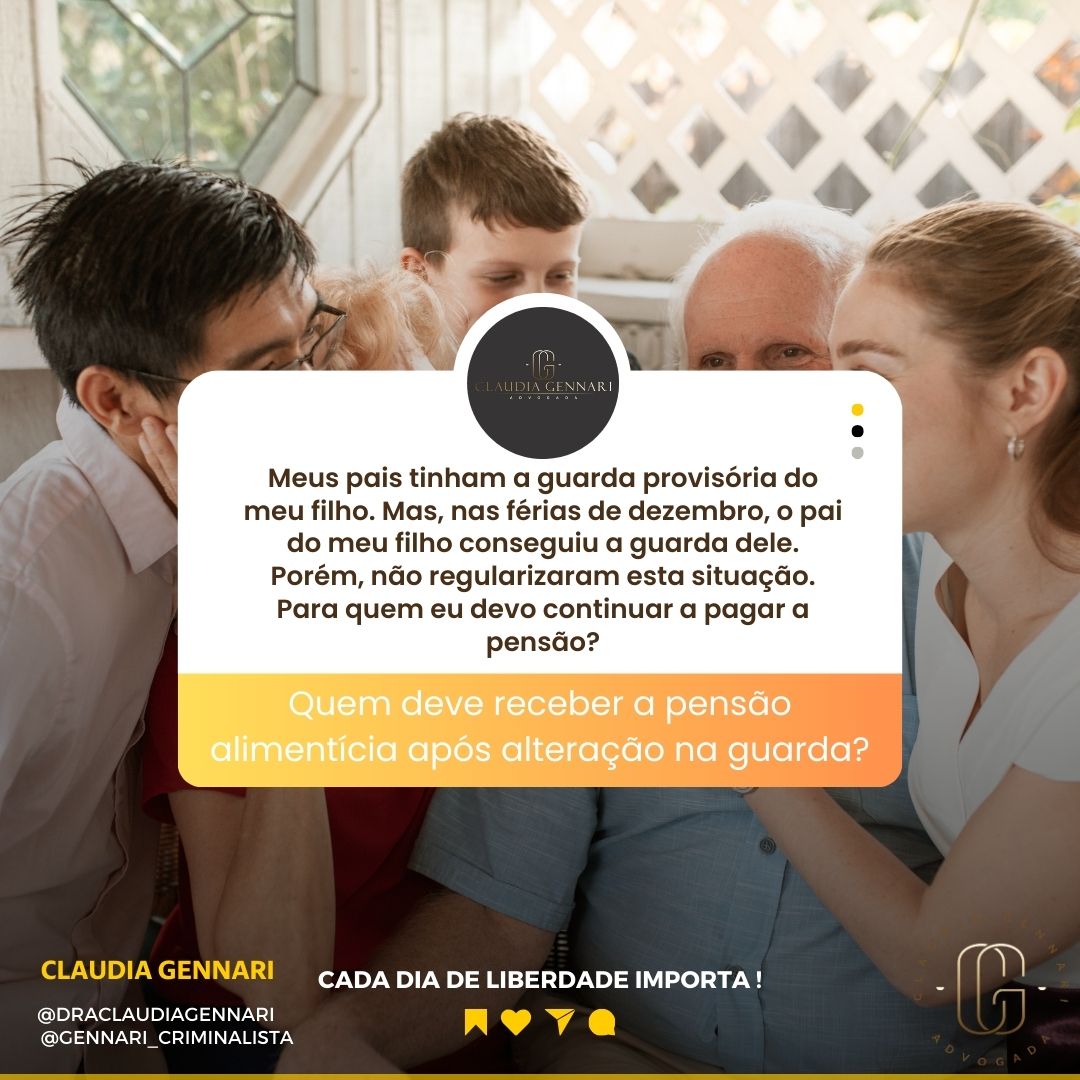 CLAUDIA GENNARI
ADVOGADA
Meus pais tinham a guarda provisória do
meu filho. Mas, nas férias de dezembro, o pai
do meu filho conseguiu a guarda dele.
Porém, não regularizaram esta situação.
Para quem eu devo continuar a pagar a
pensão?
Quem deve receber a pensão
alimentícia após alteração na guarda?
CLAUDIA GENNARI
@DRACLAUDIAGENNARI
@GENNARI_CRIMINALISTA
CADA DIA DE LIBERDADE IMPORTA !
CLAUDIA GENNARI
ADVOGADA